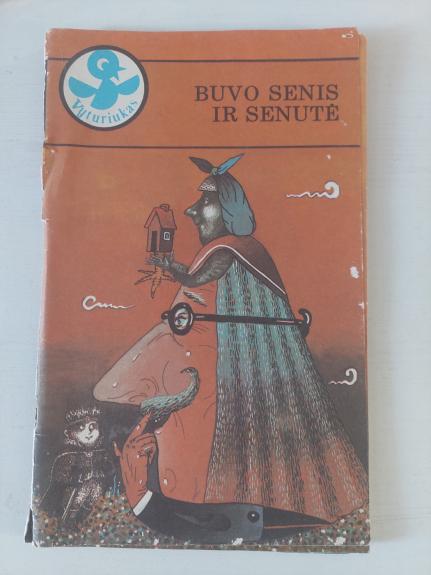 Vyturiukas
BUVO SENIS
IR SENUTĖ